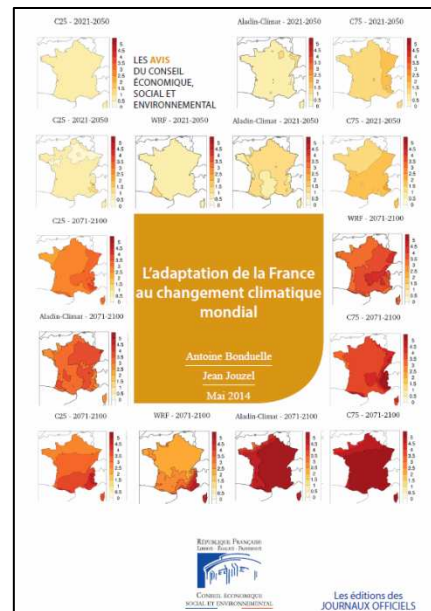 C25 - 2021-2050
Aladin-Climat - 2021-2050
C75 - 2021-2050
LES AVIS
DU CONSEIL
ÉCONOMIQUE,
SOCIAL ET
ENVIRONNEMENTAL
C25 - 2021-2050
WRF - 2021-2050
Aladin-Climat - 2021-2050
C75 - 2021-2050
C25 - 2071-2100
WRF - 2071-2100
L'adaptation de la France
au changement climatique
mondial
Aladin-Climat - 2071-2100
C75 - 2071-2100
Antoine Bonduelle
Jean Jouzel
Mai 2014
C25 - 2071-2100
WRF - 2071-2100
Aladin-Climat - 2071-2100
C75 - 2071-2100
RÉPUBLIQUE FRANÇAISE
LIBERTÉ - ÉGALITÉ - FRATERNITÉ
CONSEIL ÉCONOMIQUE
SOCIAL ET ENVIRONNEMENTAL
Les éditions des
JOURNAUX OFFICIELS